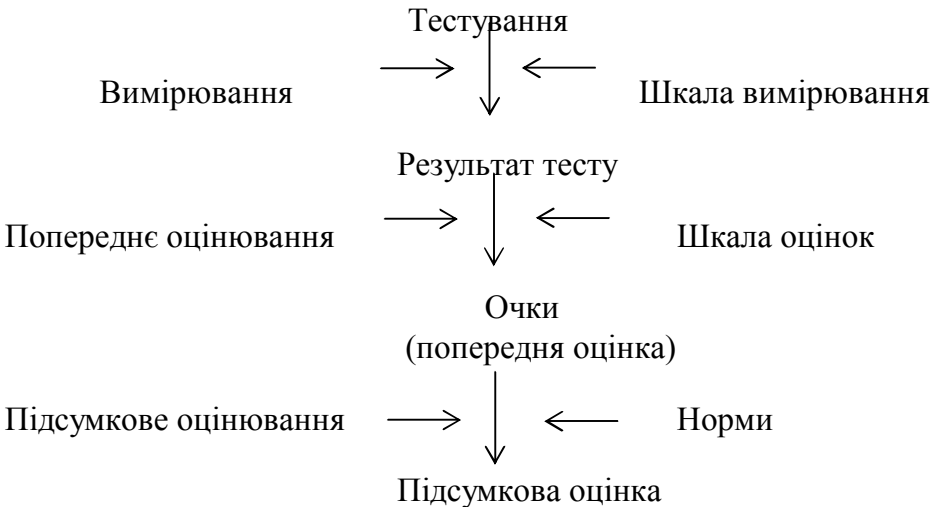 Тестування
Вимірювання
Шкала вимірювання
Результат тесту
Попереднє оцінювання
Шкала оцінок
Очки
(попередня оцінка)
Підсумкове оцінювання
Норми
Підсумкова оцінка